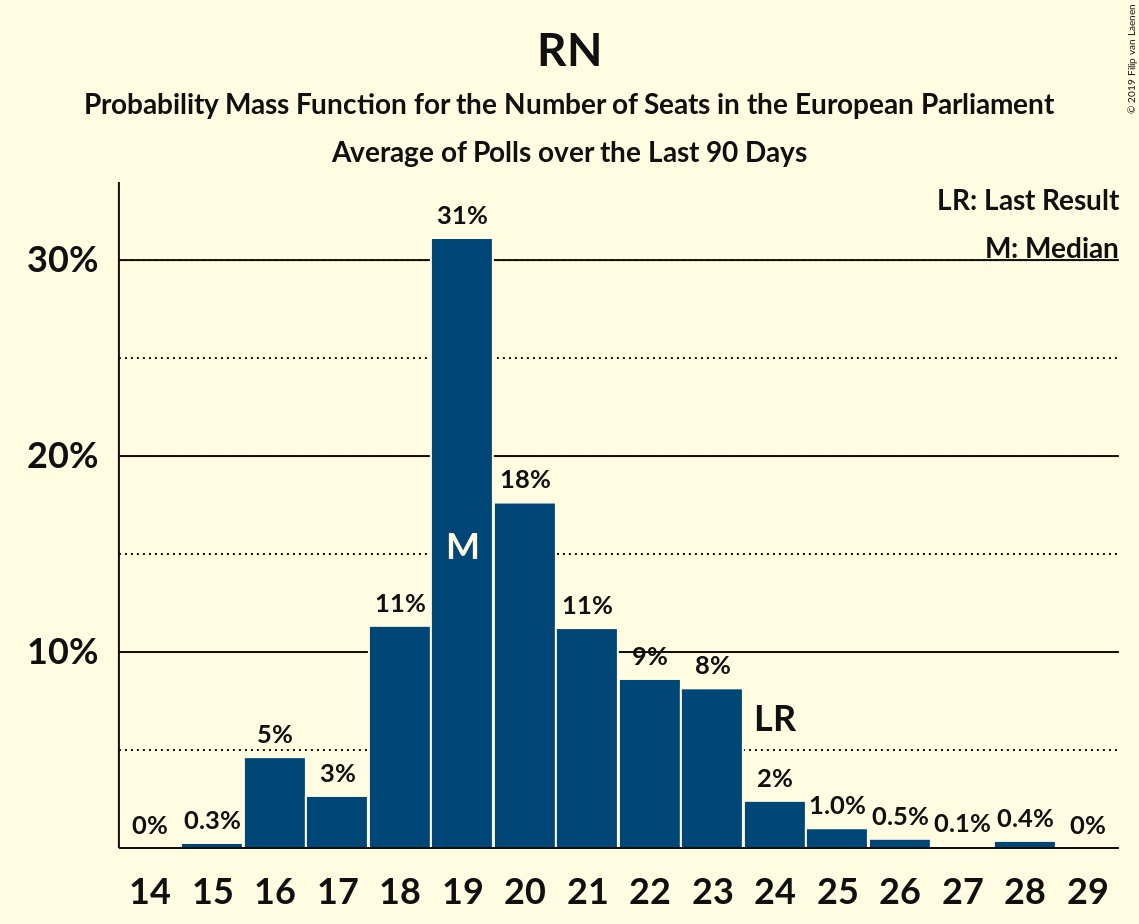 RN
Probability Mass Function for the Number of Seats in the European Parliament
Average of Polls over the Last 90 Days
© 2019 Filip van Laenen
LR: Last Result
M: Median
30%
20%
10%
0%
0.3%
5%
3%
11%
31%
M
18%
11%
9%
8%
LR
2%
1.0%
0.5%
0.1%
0.4%
0%
14 15 16 17 18 19 20 21 22 23 24 25 26 27 28 29